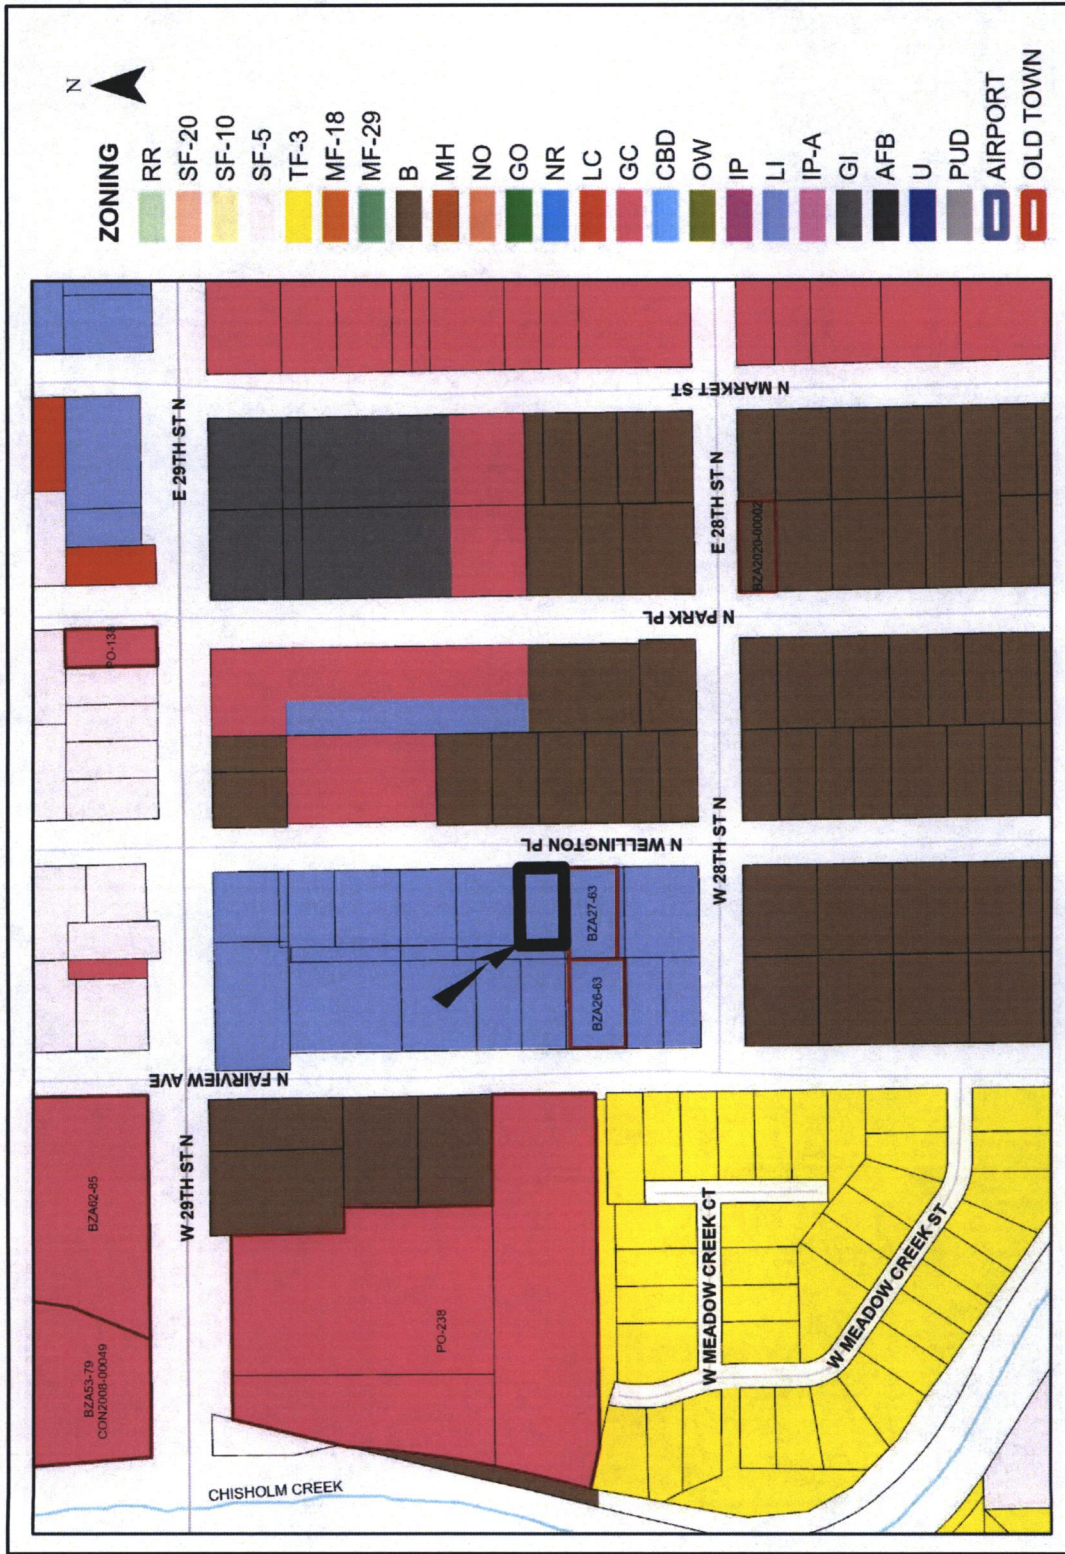 N
ZONING
RR
SF-20
SF-10
SF-5
TF-3
MF-18
MF-29
B
MH
NO
GO
NR
LC
GC
CBD
OW
IP
LI
IP-A
GI
AFB
U
PUD
AIRPORT
OLD TOWN
BZA53-79
CON2008-00049
BZA62-85
PO-138
W 29TH ST N
E 29TH ST N
CHISHOLM CREEK
N FAIRVIEW AVE
N WELLINGTON PL
N PARK PL
N MARKET ST
PO-238
BZA26-63
BZA27-63
W 28TH ST N
E 28TH ST N
BZA2020-00002
W MEADOW CREEK CT
W MEADOW CREEK ST